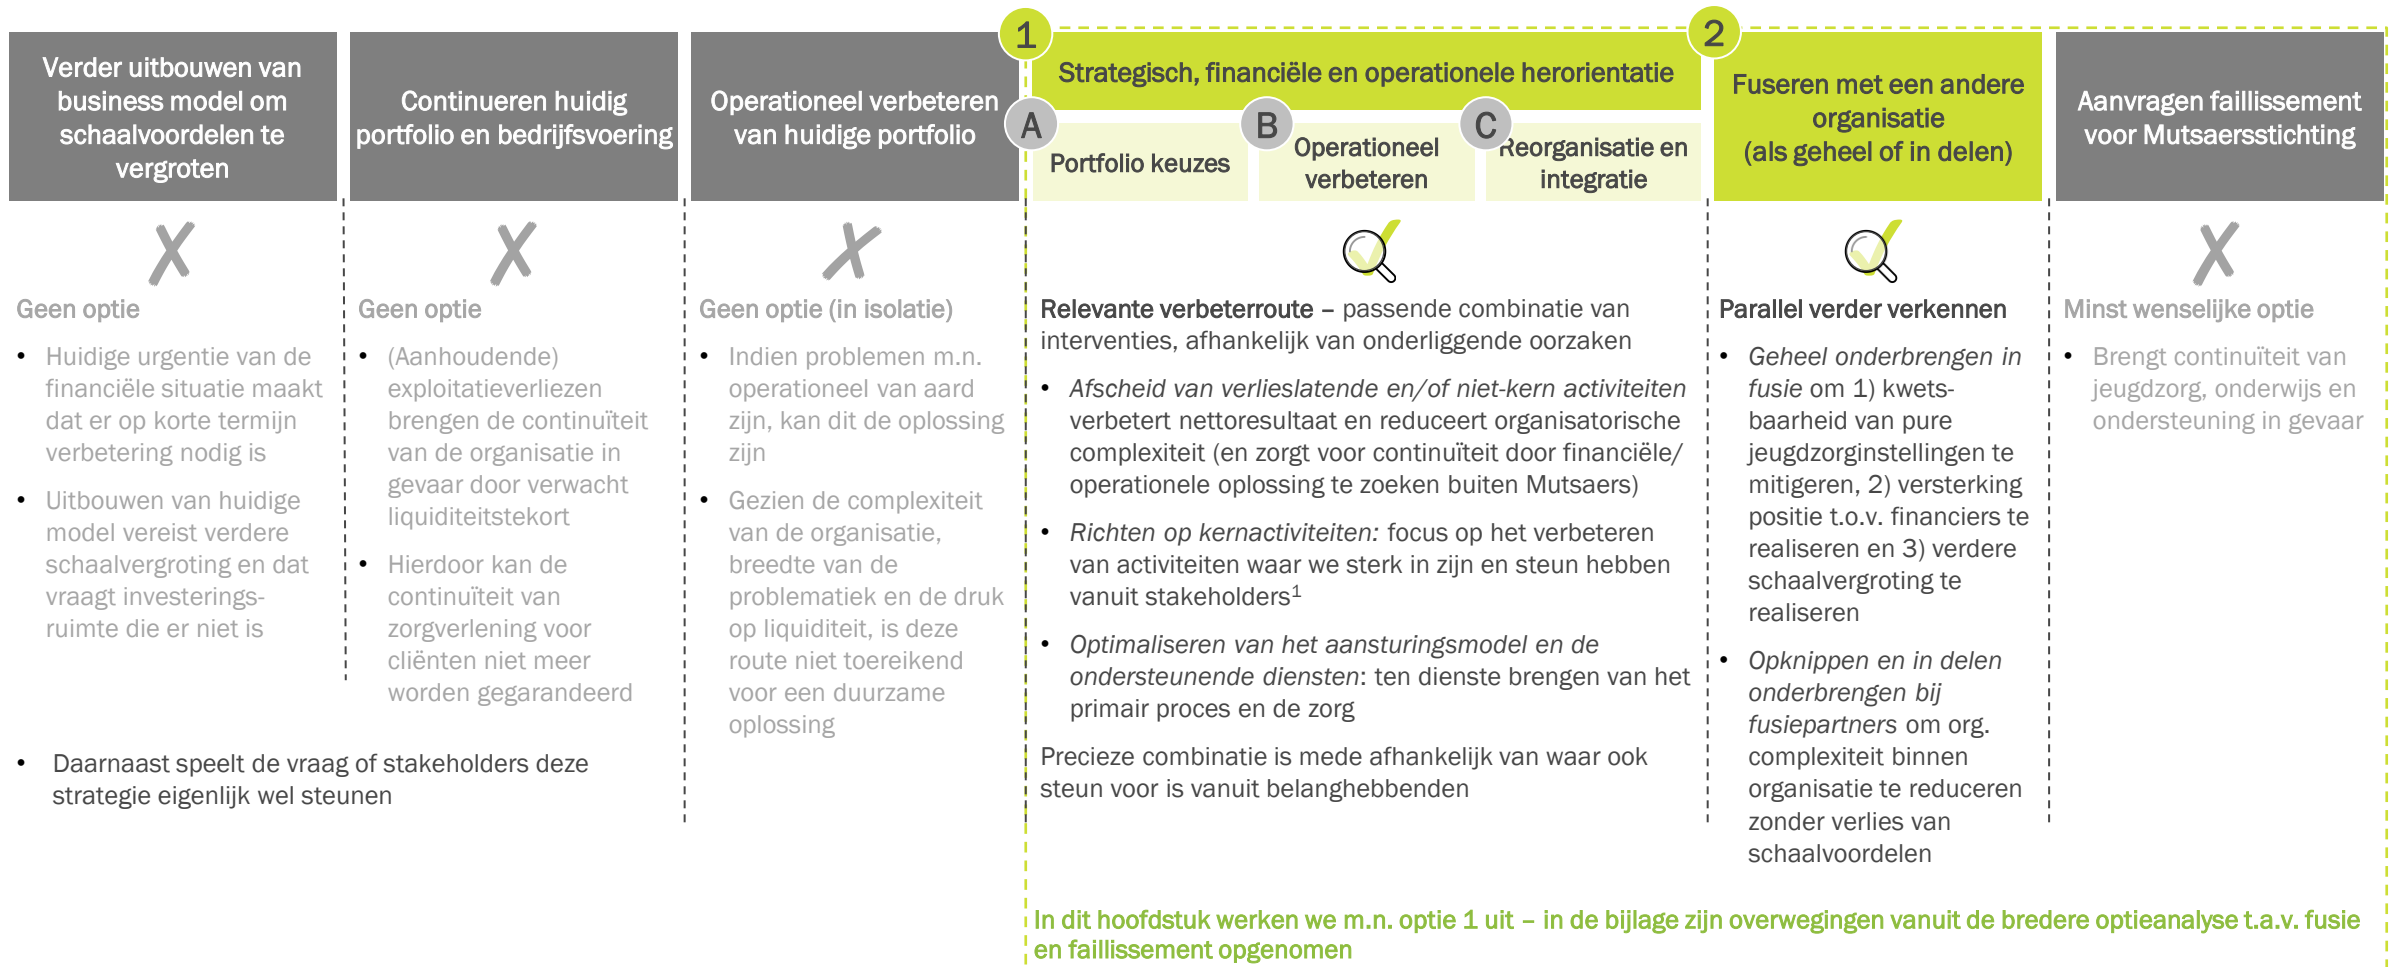 Verder uitbouwen van
business model om
schaalvoordelen te
vergroten
Continueren huidig
portfolio en bedrijfsvoering
Operationeel verbeteren
van huidige portfolio
1
Strategisch, financiële en operationele herorientatie
A
Portfolio keuzes
B
Operationeel
verbeteren
C
Reorganisatie en
integratie
2
Fuseren met een andere
organisatie
(als geheel of in delen)
Aanvragen faillissement
voor Mutsaersstichting
Geen optie
• Huidige urgentie van de
financiële situatie maakt
dat er op korte termijn
verbetering nodig is
• Uitbouwen van huidige
model vereist verdere
schaalvergroting en dat
vraagt investerings-
ruimte die er niet is
Geen optie
• (Aanhoudende)
exploitatieverliezen
brengen de continuïteit
van de organisatie in
gevaar door verwacht
liquiditeitstekort
• Hierdoor kan de
continuïteit van
zorgverlening voor
cliënten niet meer
worden gegarandeerd
• Daarnaast speelt de vraag of stakeholders deze
strategie eigenlijk wel steunen
Geen optie (in isolatie)
• Indien problemen m.n.
operationeel van aard
zijn, kan dit de oplossing
zijn
• Gezien de complexiteit
van de organisatie,
breedte van de
problematiek en de druk
op liquiditeit, is deze
route niet toereikend
voor een duurzame
oplossing
Relevante verbeterroute – passende combinatie van
interventies, afhankelijk van onderliggende oorzaken
• Afscheid van verlieslatende en/of niet-kern activiteiten
verbetert nettoresultaat en reduceert organisatorische
complexiteit (en zorgt voor continuïteit door financiële/
operationele oplossing te zoeken buiten Mutsaers)
• Richten op kernactiviteiten: focus op het verbeteren
van activiteiten waar we sterk in zijn en steun hebben
vanuit stakeholders1
• Optimaliseren van het aansturingsmodel en de
ondersteunende diensten: ten dienste brengen van het
primair proces en de zorg
Precieze combinatie is mede afhankelijk van waar ook
steun voor is vanuit belanghebbenden
Parallel verder verkennen
• Geheel onderbrengen in
fusie om 1) kwets-
baarheid van pure
jeugdzorginstellingen te
mitigeren, 2) versterking
positie t.o.v. financiers te
realiseren en 3) verdere
schaalvergroting te
realiseren
• Opknippen en in delen
onderbrengen bij
fusiepartners om org.
complexiteit binnen
organisatie te reduceren
zonder verlies van
schaalvoordelen
Minst wenselijke optie
• Brengt continuïteit van
jeugdzorg, onderwijs en
ondersteuning in gevaar
In dit hoofdstuk werken we m.n. optie 1 uit – in de bijlage zijn overwegingen vanuit de bredere optieanalyse t.a.v. fusie
en faillissement opgenomen